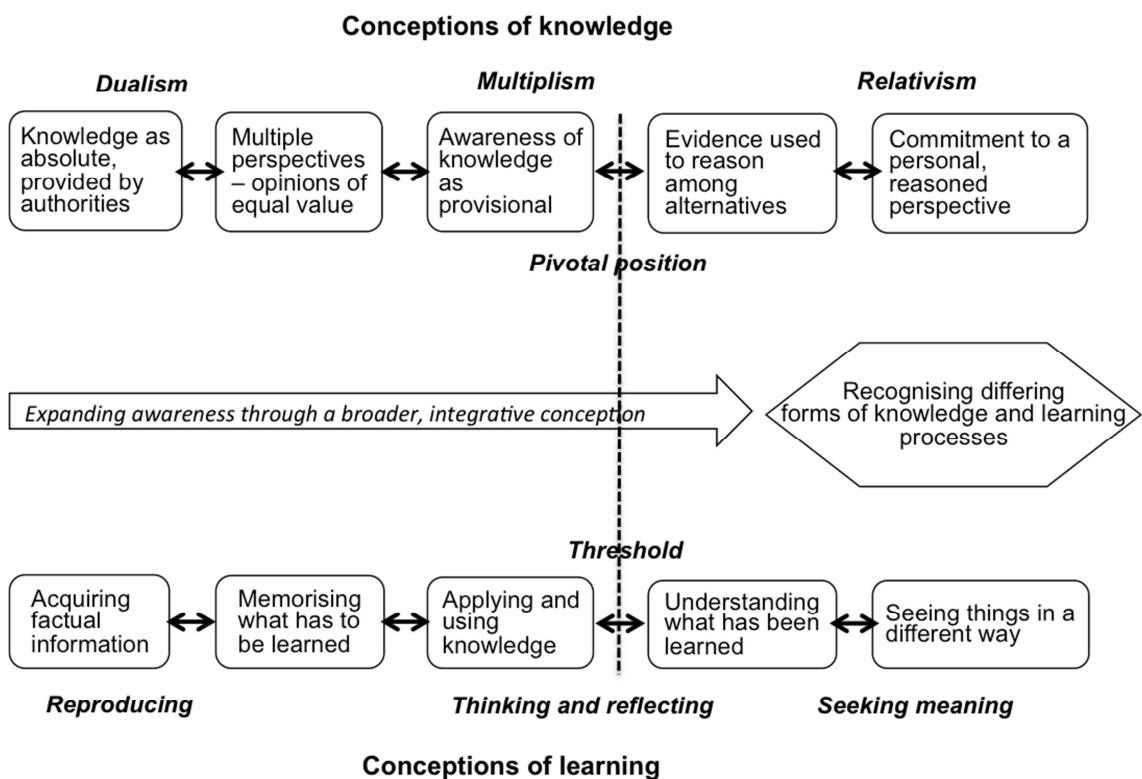 Conceptions of knowledge
Dualism
Multiplism
Relativism
Knowledge as
absolute,
provided by
authorities
Multiple
perspectives
– opinions of
equal value
Awareness of
knowledge
as
provisional
Evidence used
to reason
among
alternatives
Commitment to a
personal,
reasoned
perspective
Pivotal position
Expanding awareness through a broader, integrative conception
Recognising differing
forms of knowledge and learning
processes
Threshold
Acquiring
factual
information
Memorising
what has to
be learned
Applying and
using
knowledge
Understanding
what has been
learned
Seeing things in a
different way
Reproducing
Thinking and reflecting
Seeking meaning
Conceptions of learning